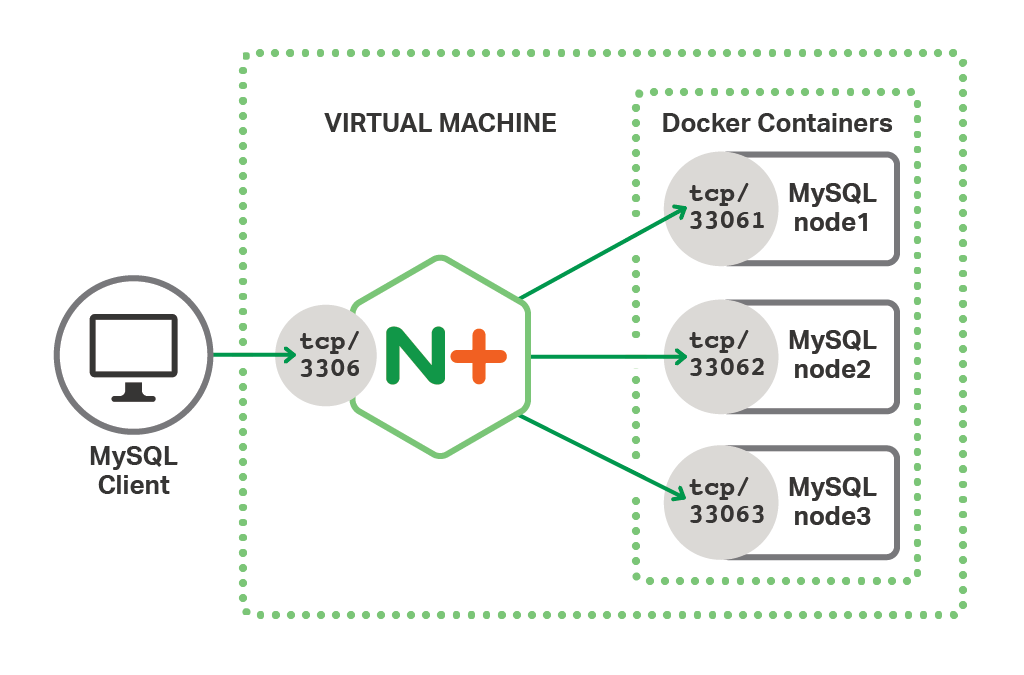 VIRTUAL MACHINE
Docker Containers
tcp/
33061
MySQL
node1
tcp/
3306
N+
tcp/
33062
MySQL
node2
MySQL
Client
tcp/
33063
MySQL
node3